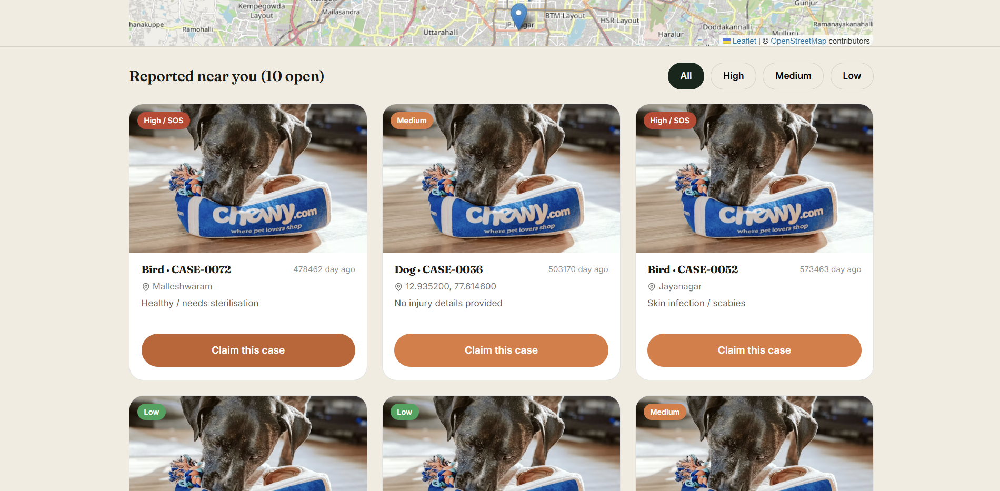 Kempegowda
Layout
Mailasandra
hanakuppe
Ramohalli
Uttarahalli
JP Nagar
BTM Layout
HSR Layout
Gunjur
Doddakannalli
Ramanayakanahalli
Haralur
Mulluru
Leaflet | © OpenStreetMap contributors
Reported near you (10 open)
All
High
Medium
Low
High / SOS
Medium
High / SOS
chewy.com
where pet lovers shop
chewy.com
where pet lovers shop
chewy.com
where pet lovers shop
Bird · CASE-0072
478462 day ago
Malleshwaram
Healthy / needs sterilisation
Claim this case
Dog · CASE-0036
503170 day ago
12.935200, 77.614600
No injury details provided
Claim this case
Bird · CASE-0052
573463 day ago
Jayanagar
Skin infection / scabies
Claim this case
Low
Low
Medium